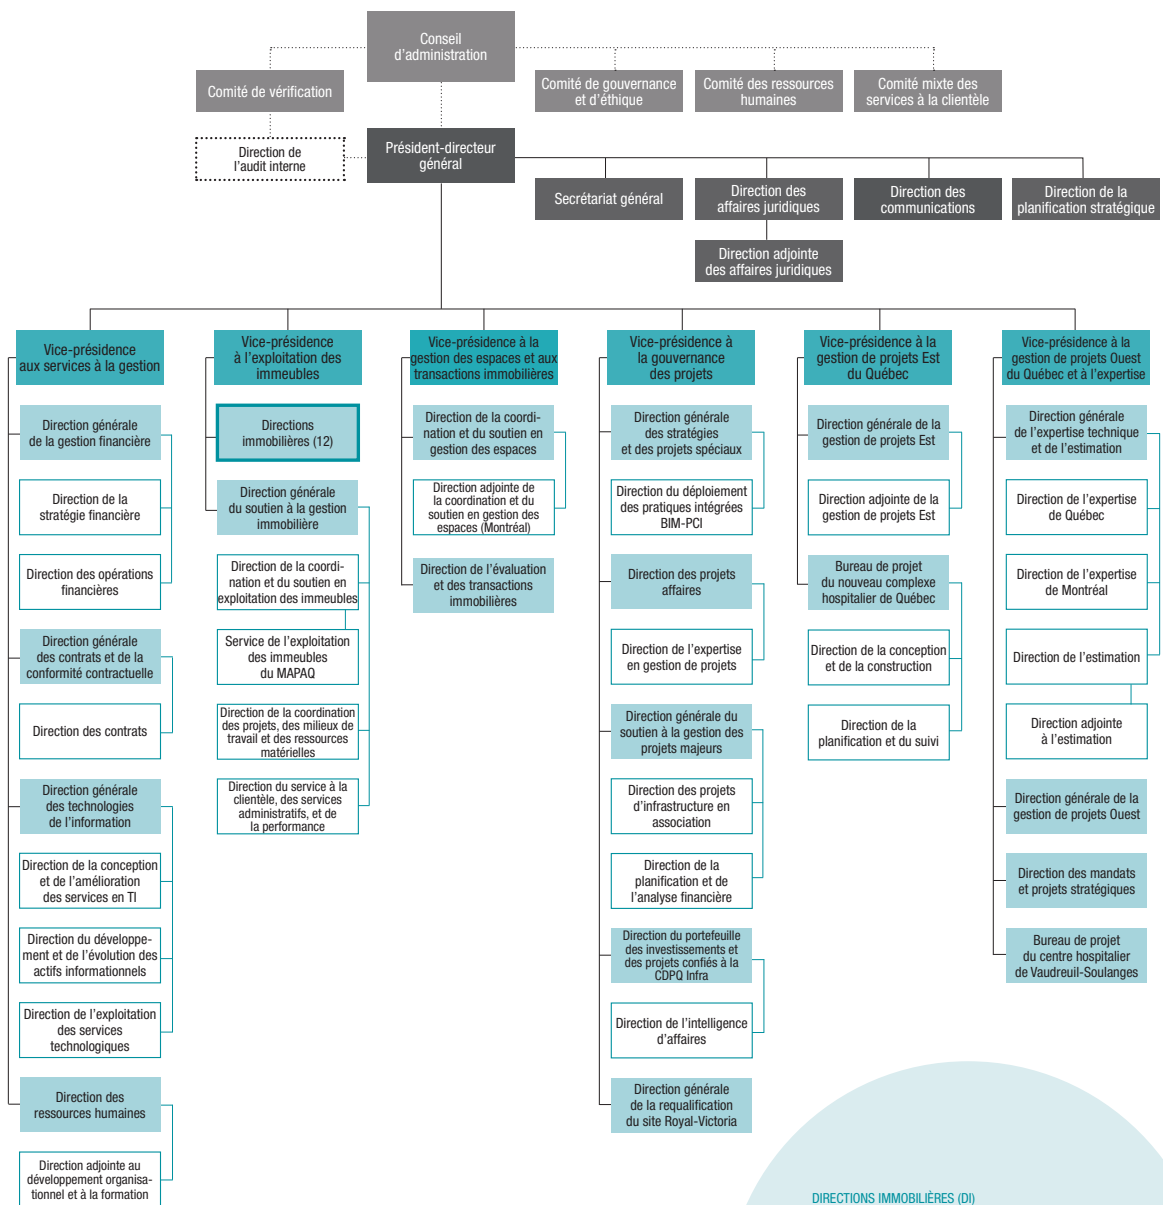 Conseil
d'administration
Comité de vérification
Comité de gouvernance
et d'éthique
Comité des ressources
humaines
Comité mixte des
services à la clientèle
Direction de
l'audit interne
Président-directeur
général
Secrétariat général
Direction des
affaires juridiques
Direction des
communications
Direction de la
planification stratégique
Direction adjointe
des affaires juridiques
Vice-présidence
aux services à la gestion
Direction générale
de la gestion financière
Direction de la
stratégie financière
Direction des opérations
financières
Direction générale
des contrats et de la
conformité contractuelle
Direction des contrats
Direction générale
des technologies
de l'information
Direction de la conception
et de l'amélioration
des services en TI
Direction du développe-
ment et de l'évolution des
actifs informationnels
Direction de l'exploitation
des services
technologiques
Direction des
ressources humaines
Direction adjointe au
développement organisa-
tionnel et à la formation
Vice-présidence
à l'exploitation des
immeubles
Directions
immobilières (12)
Direction générale
du soutien à la gestion
immobilière
Direction de la coordi-
nation et du soutien en
exploitation des immeubles
Service de l'exploitation
des immeubles
du MAPAQ
Direction de la coordination
des projets, des milieux de
travail et des ressources
matérielles
Direction du service à la
clientèle, des services
administratifs, et de
la performance
Vice-présidence à la
gestion des espaces et aux
transactions immobilières
Direction de la coordi-
nation et du soutien en
gestion des espaces
Direction adjointe de
la coordination et du
soutien en gestion des
espaces (Montréal)
Direction de l'évaluation
et des transactions
immobilières
Vice-présidence à
la gouvernance
des projets
Direction générale
des stratégies
et des projets spéciaux
Direction du déploiement
des pratiques intégrées
BIM-PCI
Direction des projets
affaires
Direction de l'expertise
en gestion de projets
Direction générale du
soutien à la gestion des
projets majeurs
Direction des projets
d'infrastructure en
association
Direction de la
planification et de
l'analyse financière
Direction du portefeuille
des investissements et
des projets confiés à la
CDPQ Infra
Direction de l'intelligence
d'affaires
Direction générale
de la requalification
du site Royal-Victoria
Vice-présidence à la
gestion de projets Est
du Québec
Direction générale de la
gestion de projets Est
Direction adjointe de la
gestion de projets Est
Bureau de projet
du nouveau complexe
hospitalier de Québec
Direction de la conception
et de la construction
Direction de la
planification et du suivi
Vice-présidence à la
gestion de projets Ouest
du Québec et à l'expertise
Direction générale
de l'expertise technique
et de l'estimation
Direction de l'expertise
de Québec
Direction de l'expertise
de Montréal
Direction de l'estimation
Direction adjointe
à l'estimation
Direction générale de la
gestion de projets Ouest
Direction des mandats
et projets stratégiques
Bureau de projet
du centre hospitalier
de Vaudreuil-Soulanges
DIRECTIONS IMMOBILIÈRES (DI)